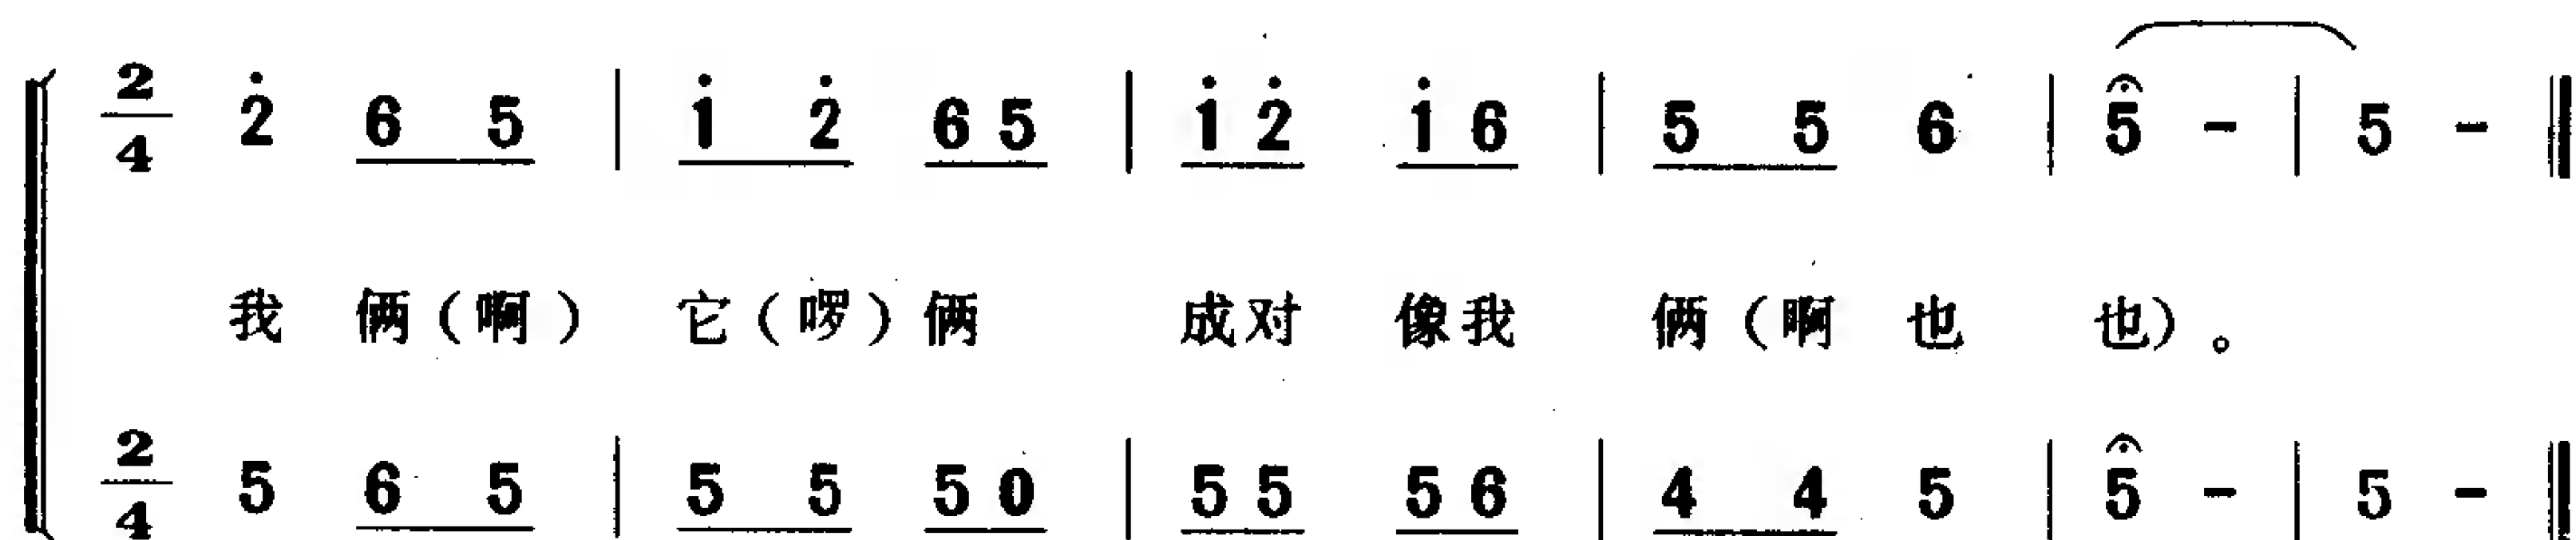 2/4 2̇ 6 5 | 1̇ 2̇ 6 5 | 1̇ 2̇ 1̇ 6 | 5 5 6 | 5 - | 5 - ‖
我 俩（啊） 它（啰）俩 成对 像我 俩（啊 也 也）。
2/4 5 6 5 | 5 5 5 0 | 5 5 5 6 | 4 4 5 | 5 - | 5 - ‖